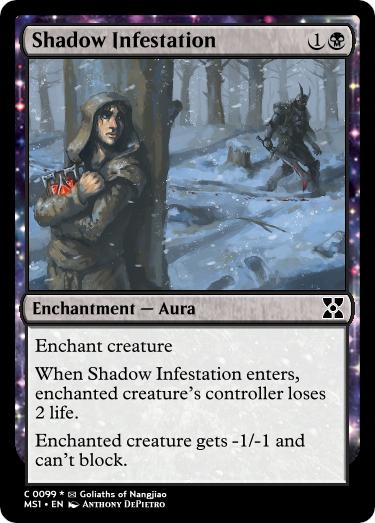 Shadow Infestation 1
Enchantment — Aura
Enchant creature
When Shadow Infestation enters,
enchanted creature's controller loses
2 life.
Enchanted creature gets -1/-1 and
can't block.
C 0099 * Goliaths of Nangjiao
MS1 • EN Anthony DePietro